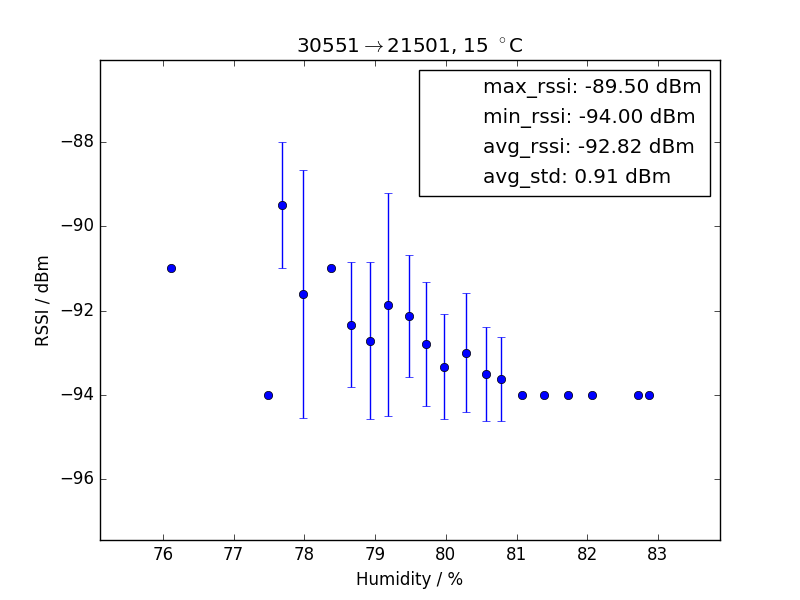 30551→21501, 15 °C
max_rssi: -89.50 dBm
min_rssi: -94.00 dBm
avg_rssi: -92.82 dBm
avg_std: 0.91 dBm
−88
−90
−92
−94
−96
RSSI / dBm
76 77 78 79 80 81 82 83
Humidity / %